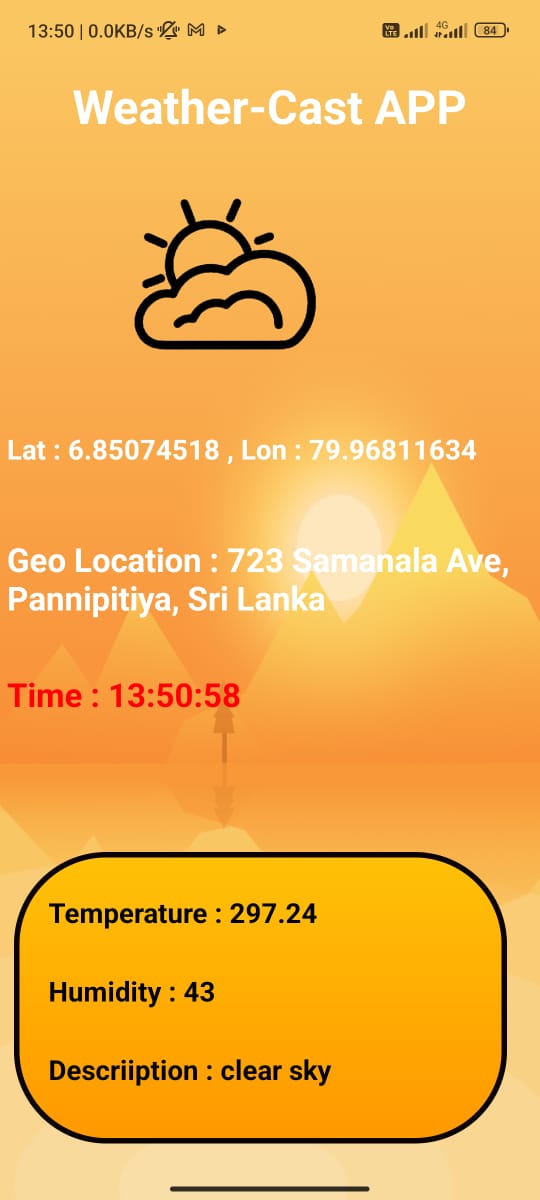 13:50 | 0.0KB/s
Vo LTE 4G 84
Weather-Cast APP
Lat : 6.85074518 , Lon : 79.96811634
Geo Location : 723 Samanala Ave,
Pannipitiya, Sri Lanka
Time : 13:50:58
Temperature : 297.24
Humidity : 43
Descriiption : clear sky